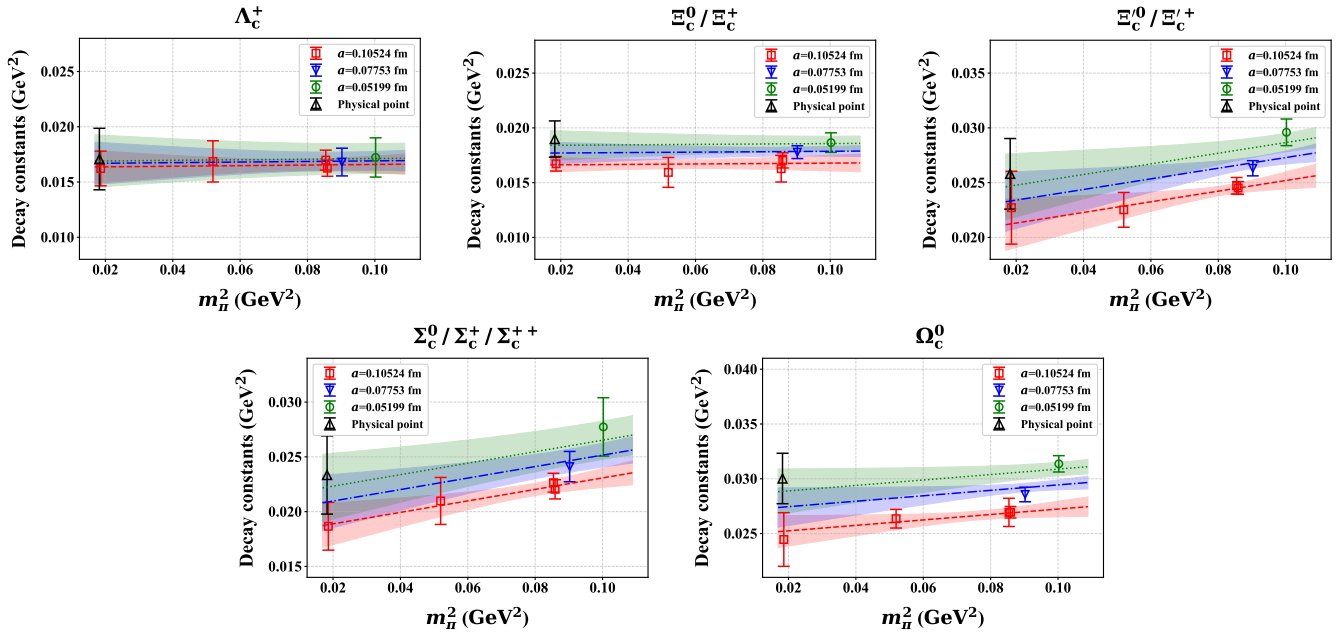 Λc+
Decay constants (GeV²)
0.025
0.020
0.015
0.010
a=0.10524 fm
a=0.07753 fm
a=0.05199 fm
Physical point
0.02 0.04 0.06 0.08 0.10
mπ² (GeV²)
Ξc⁰ / Ξc⁺
Decay constants (GeV²)
0.025
0.020
0.015
0.010
a=0.10524 fm
a=0.07753 fm
a=0.05199 fm
Physical point
0.02 0.04 0.06 0.08 0.10
mπ² (GeV²)
Ξc′⁰ / Ξc′⁺
Decay constants (GeV²)
0.035
0.030
0.025
0.020
a=0.10524 fm
a=0.07753 fm
a=0.05199 fm
Physical point
0.02 0.04 0.06 0.08 0.10
mπ² (GeV²)
Σc⁰ / Σc⁺ / Σc⁺⁺
Decay constants (GeV²)
0.030
0.025
0.020
0.015
a=0.10524 fm
a=0.07753 fm
a=0.05199 fm
Physical point
0.02 0.04 0.06 0.08 0.10
mπ² (GeV²)
Ωc⁰
Decay constants (GeV²)
0.040
0.035
0.030
0.025
a=0.10524 fm
a=0.07753 fm
a=0.05199 fm
Physical point
0.02 0.04 0.06 0.08 0.10
mπ² (GeV²)